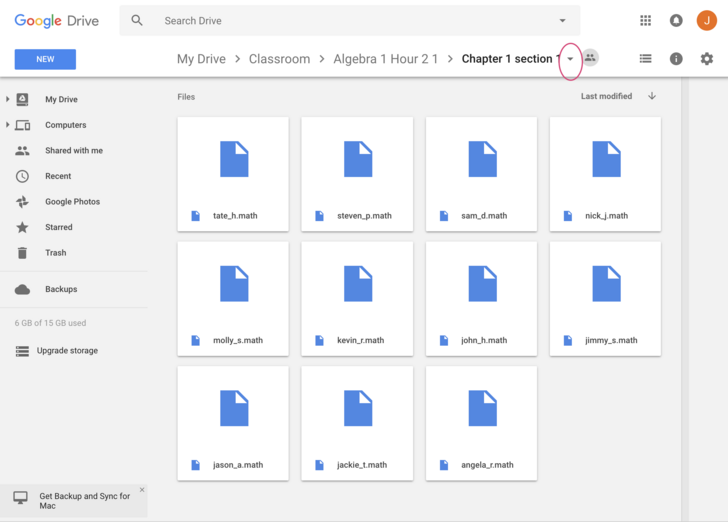 Google Drive
Search Drive
J
NEW
My Drive > Classroom > Algebra 1 Hour 2 1 > Chapter 1 section 1
My Drive
Computers
Shared with me
Recent
Google Photos
Starred
Trash
Backups
6 GB of 15 GB used
Upgrade storage
Get Backup and Sync for
Mac
Files
Last modified
tate_h.math
steven_p.math
sam_d.math
nick_j.math
molly_s.math
kevin_r.math
john_h.math
jimmy_s.math
jason_a.math
jackie_t.math
angela_r.math